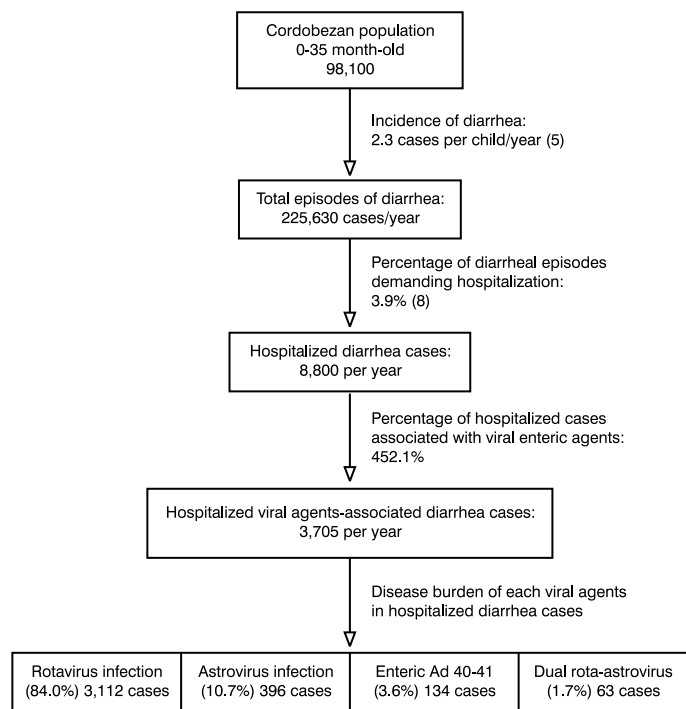 Cordobezan population
0-35 month-old
98,100
Incidence of diarrhea:
2.3 cases per child/year (5)
Total episodes of diarrhea:
225,630 cases/year
Percentage of diarrheal episodes
demanding hospitalization:
3.9% (8)
Hospitalized diarrhea cases:
8,800 per year
Percentage of hospitalized cases
associated with viral enteric agents:
452.1%
Hospitalized viral agents-associated diarrhea cases:
3,705 per year
Disease burden of each viral agents
in hospitalized diarrhea cases
Rotavirus infection
(84.0%) 3,112 cases
Astrovirus infection
(10.7%) 396 cases
Enteric Ad 40-41
(3.6%) 134 cases
Dual rota-astrovirus
(1.7%) 63 cases